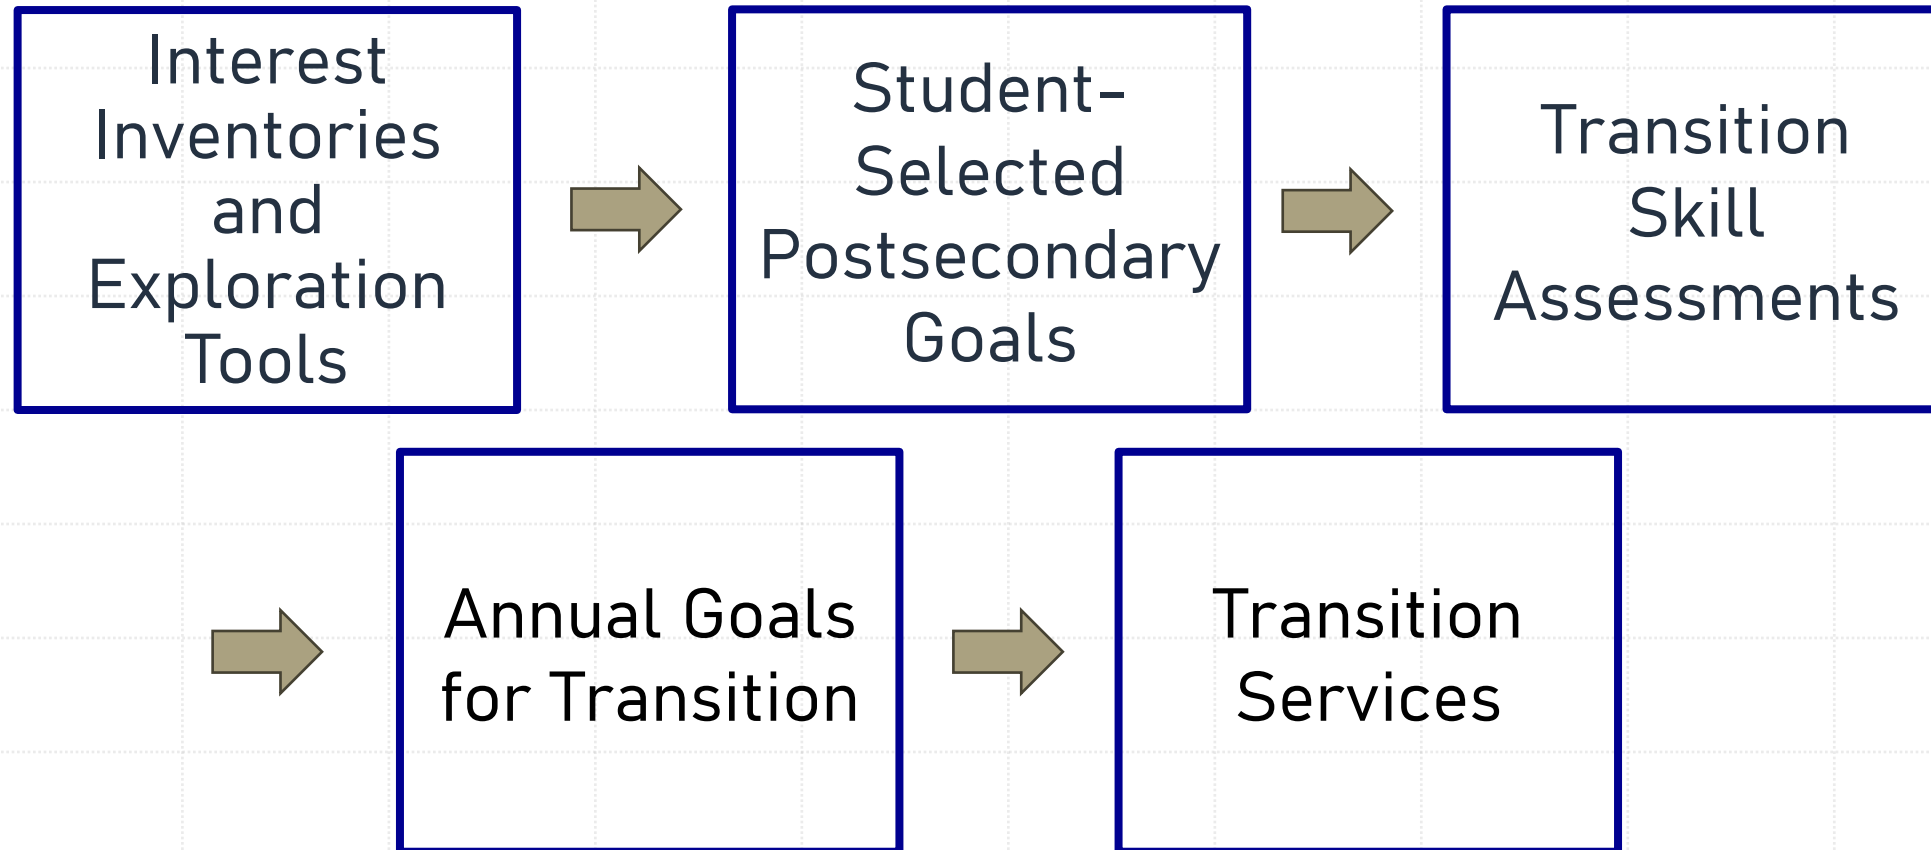 Interest
Inventories
and
Exploration
Tools
Student-
Selected
Postsecondary
Goals
Transition
Skill
Assessments
Annual Goals
for Transition
Transition
Services